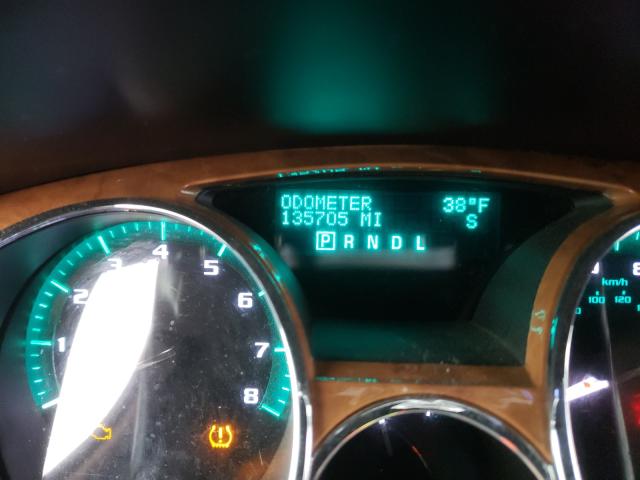 ODOMETER 38°F
135705 MI S
P R N D L
1 2 3 4 5 6 7 8
km/h
100 120